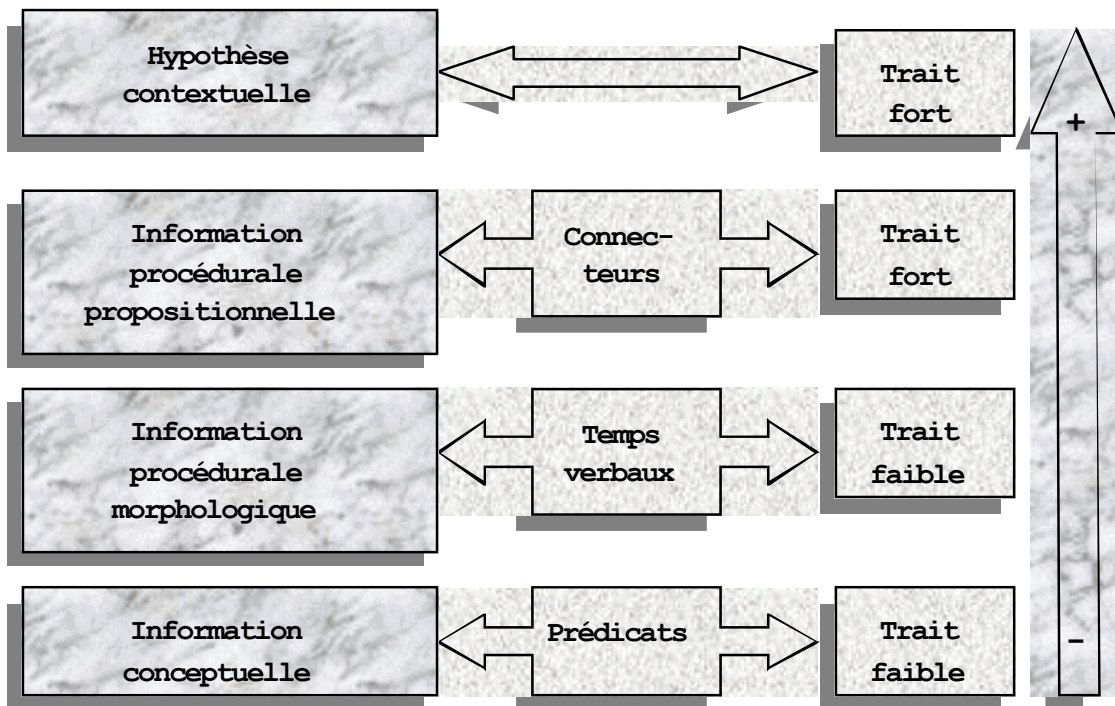 Hypothèse
contextuelle
Trait
fort
+
Information
procédurale
propositionnelle
Connec-
teurs
Trait
fort
Information
procédurale
morphologique
Temps
verbaux
Trait
faible
Information
conceptuelle
Prédicats
Trait
faible
-